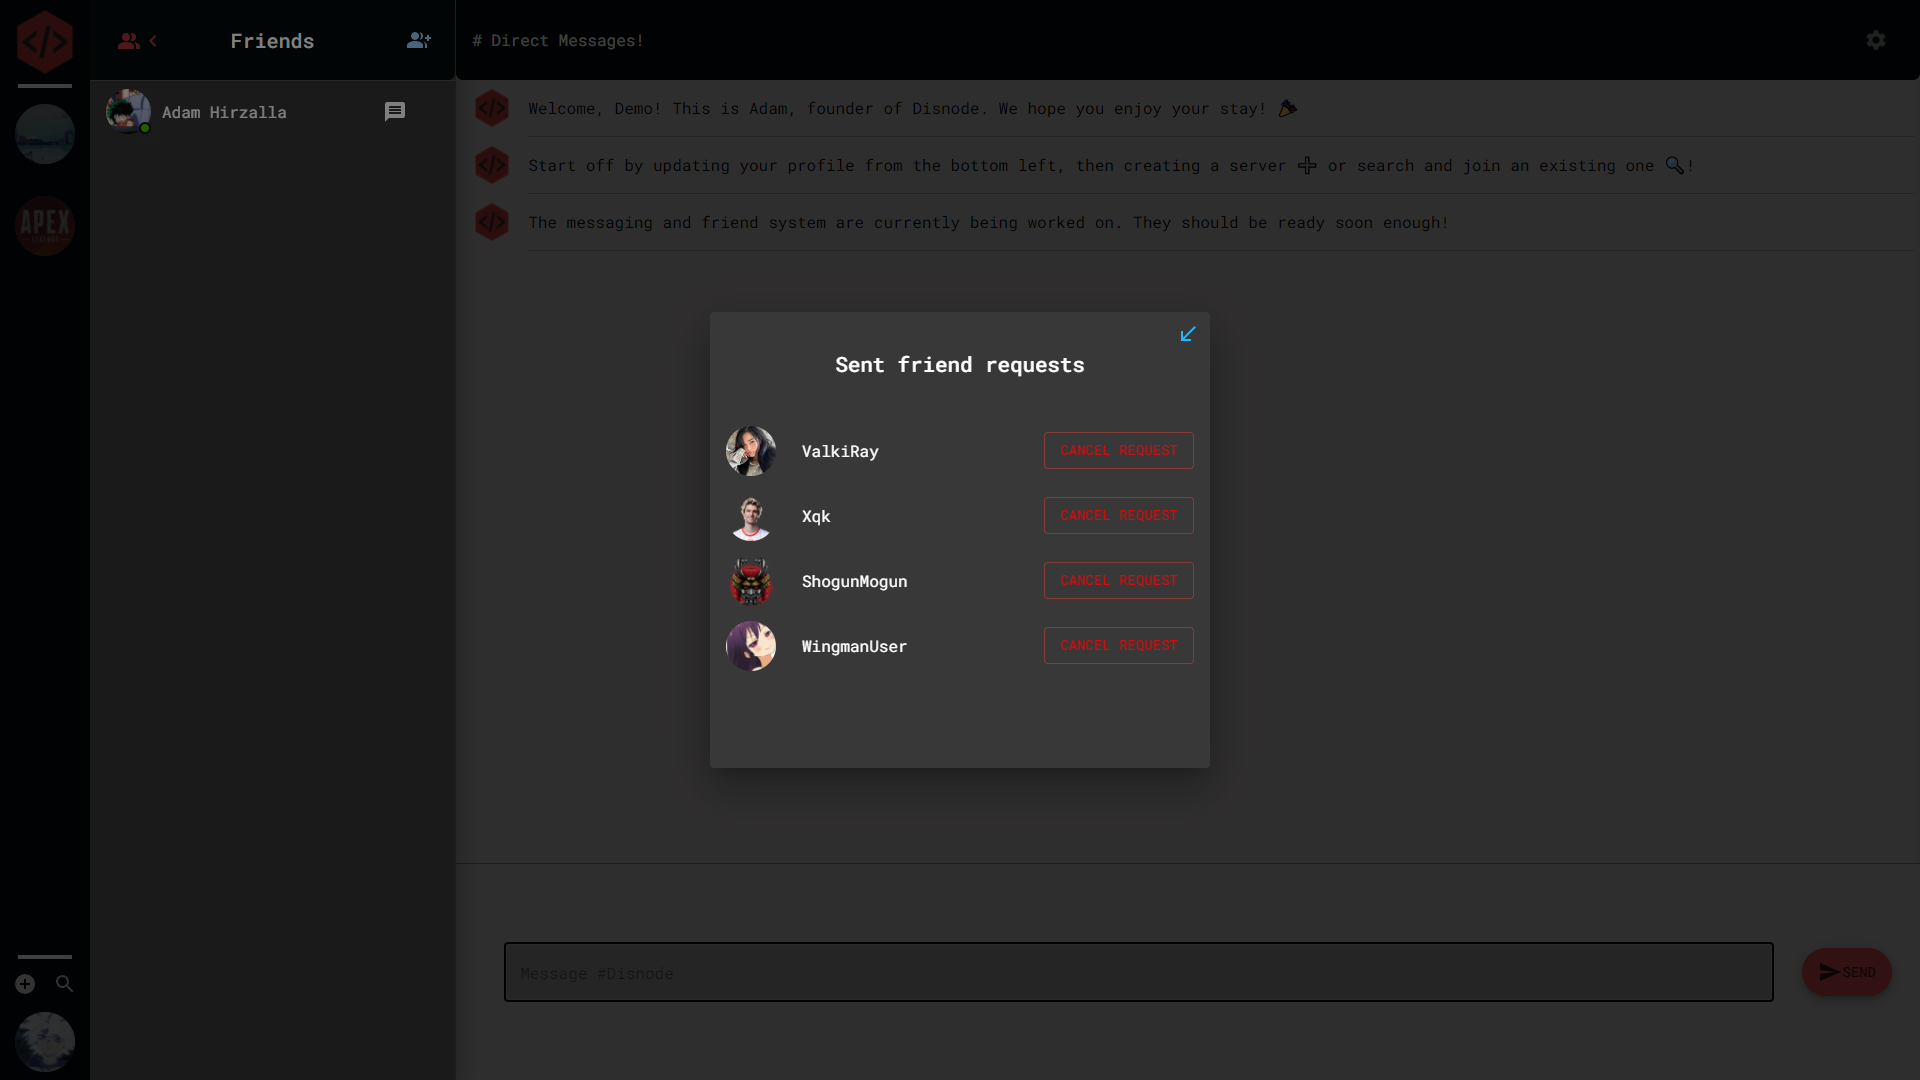 Friends
# Direct Messages!
Adam Hirzalla
Welcome, Demo! This is Adam, founder of Disnode. We hope you enjoy your stay! 🎉
Start off by updating your profile from the bottom left, then creating a server ➕ or search and join an existing one 🔍!
APEX
The messaging and friend system are currently being worked on. They should be ready soon enough!
Sent friend requests
ValkiRay CANCEL REQUEST
Xqk CANCEL REQUEST
ShogunMogun CANCEL REQUEST
WingmanUser CANCEL REQUEST
Message #Disnode
SEND